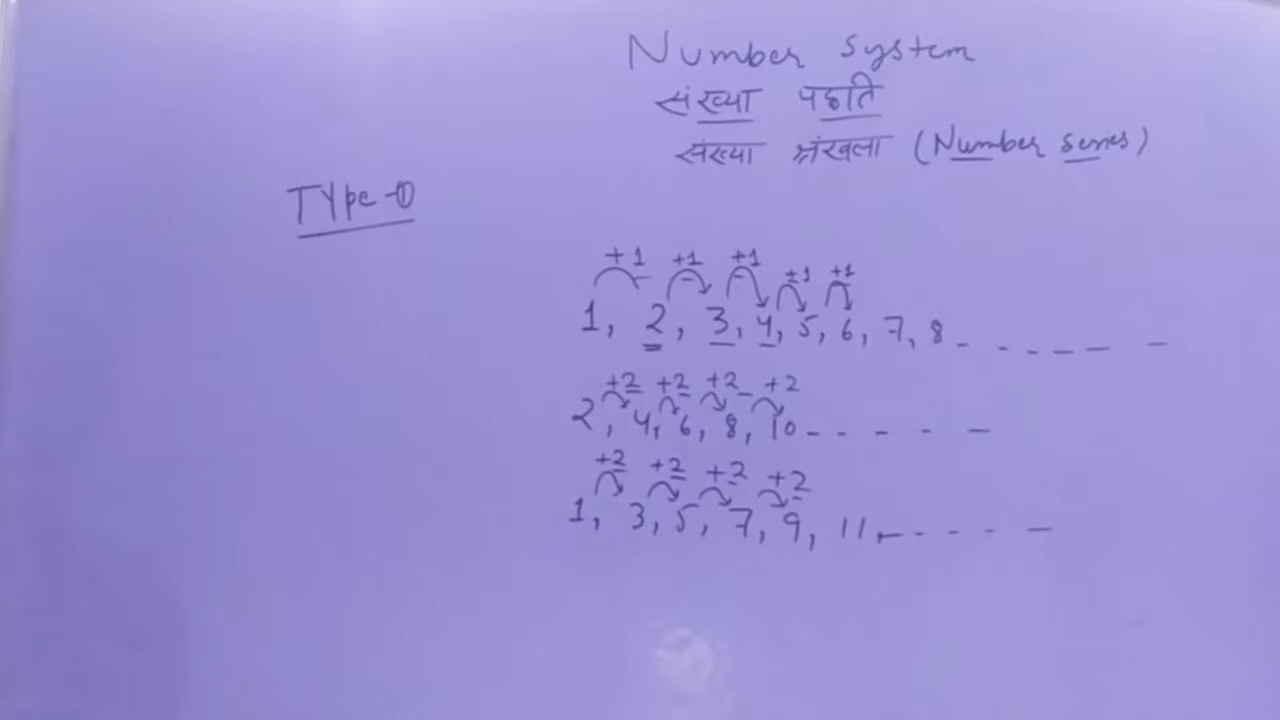 Number System
संख्या पद्धति
संख्या श्रंखला (Number series)
Type-①
+1 +1 +1 +1 +1
1, 2, 3, 4, 5, 6, 7, 8 - - - - - -
+2 +2 +2 +2
2, 4, 6, 8, 10 - - - - -
+2 +2 +2 +2
1, 3, 5, 7, 9, 11, - - - - -